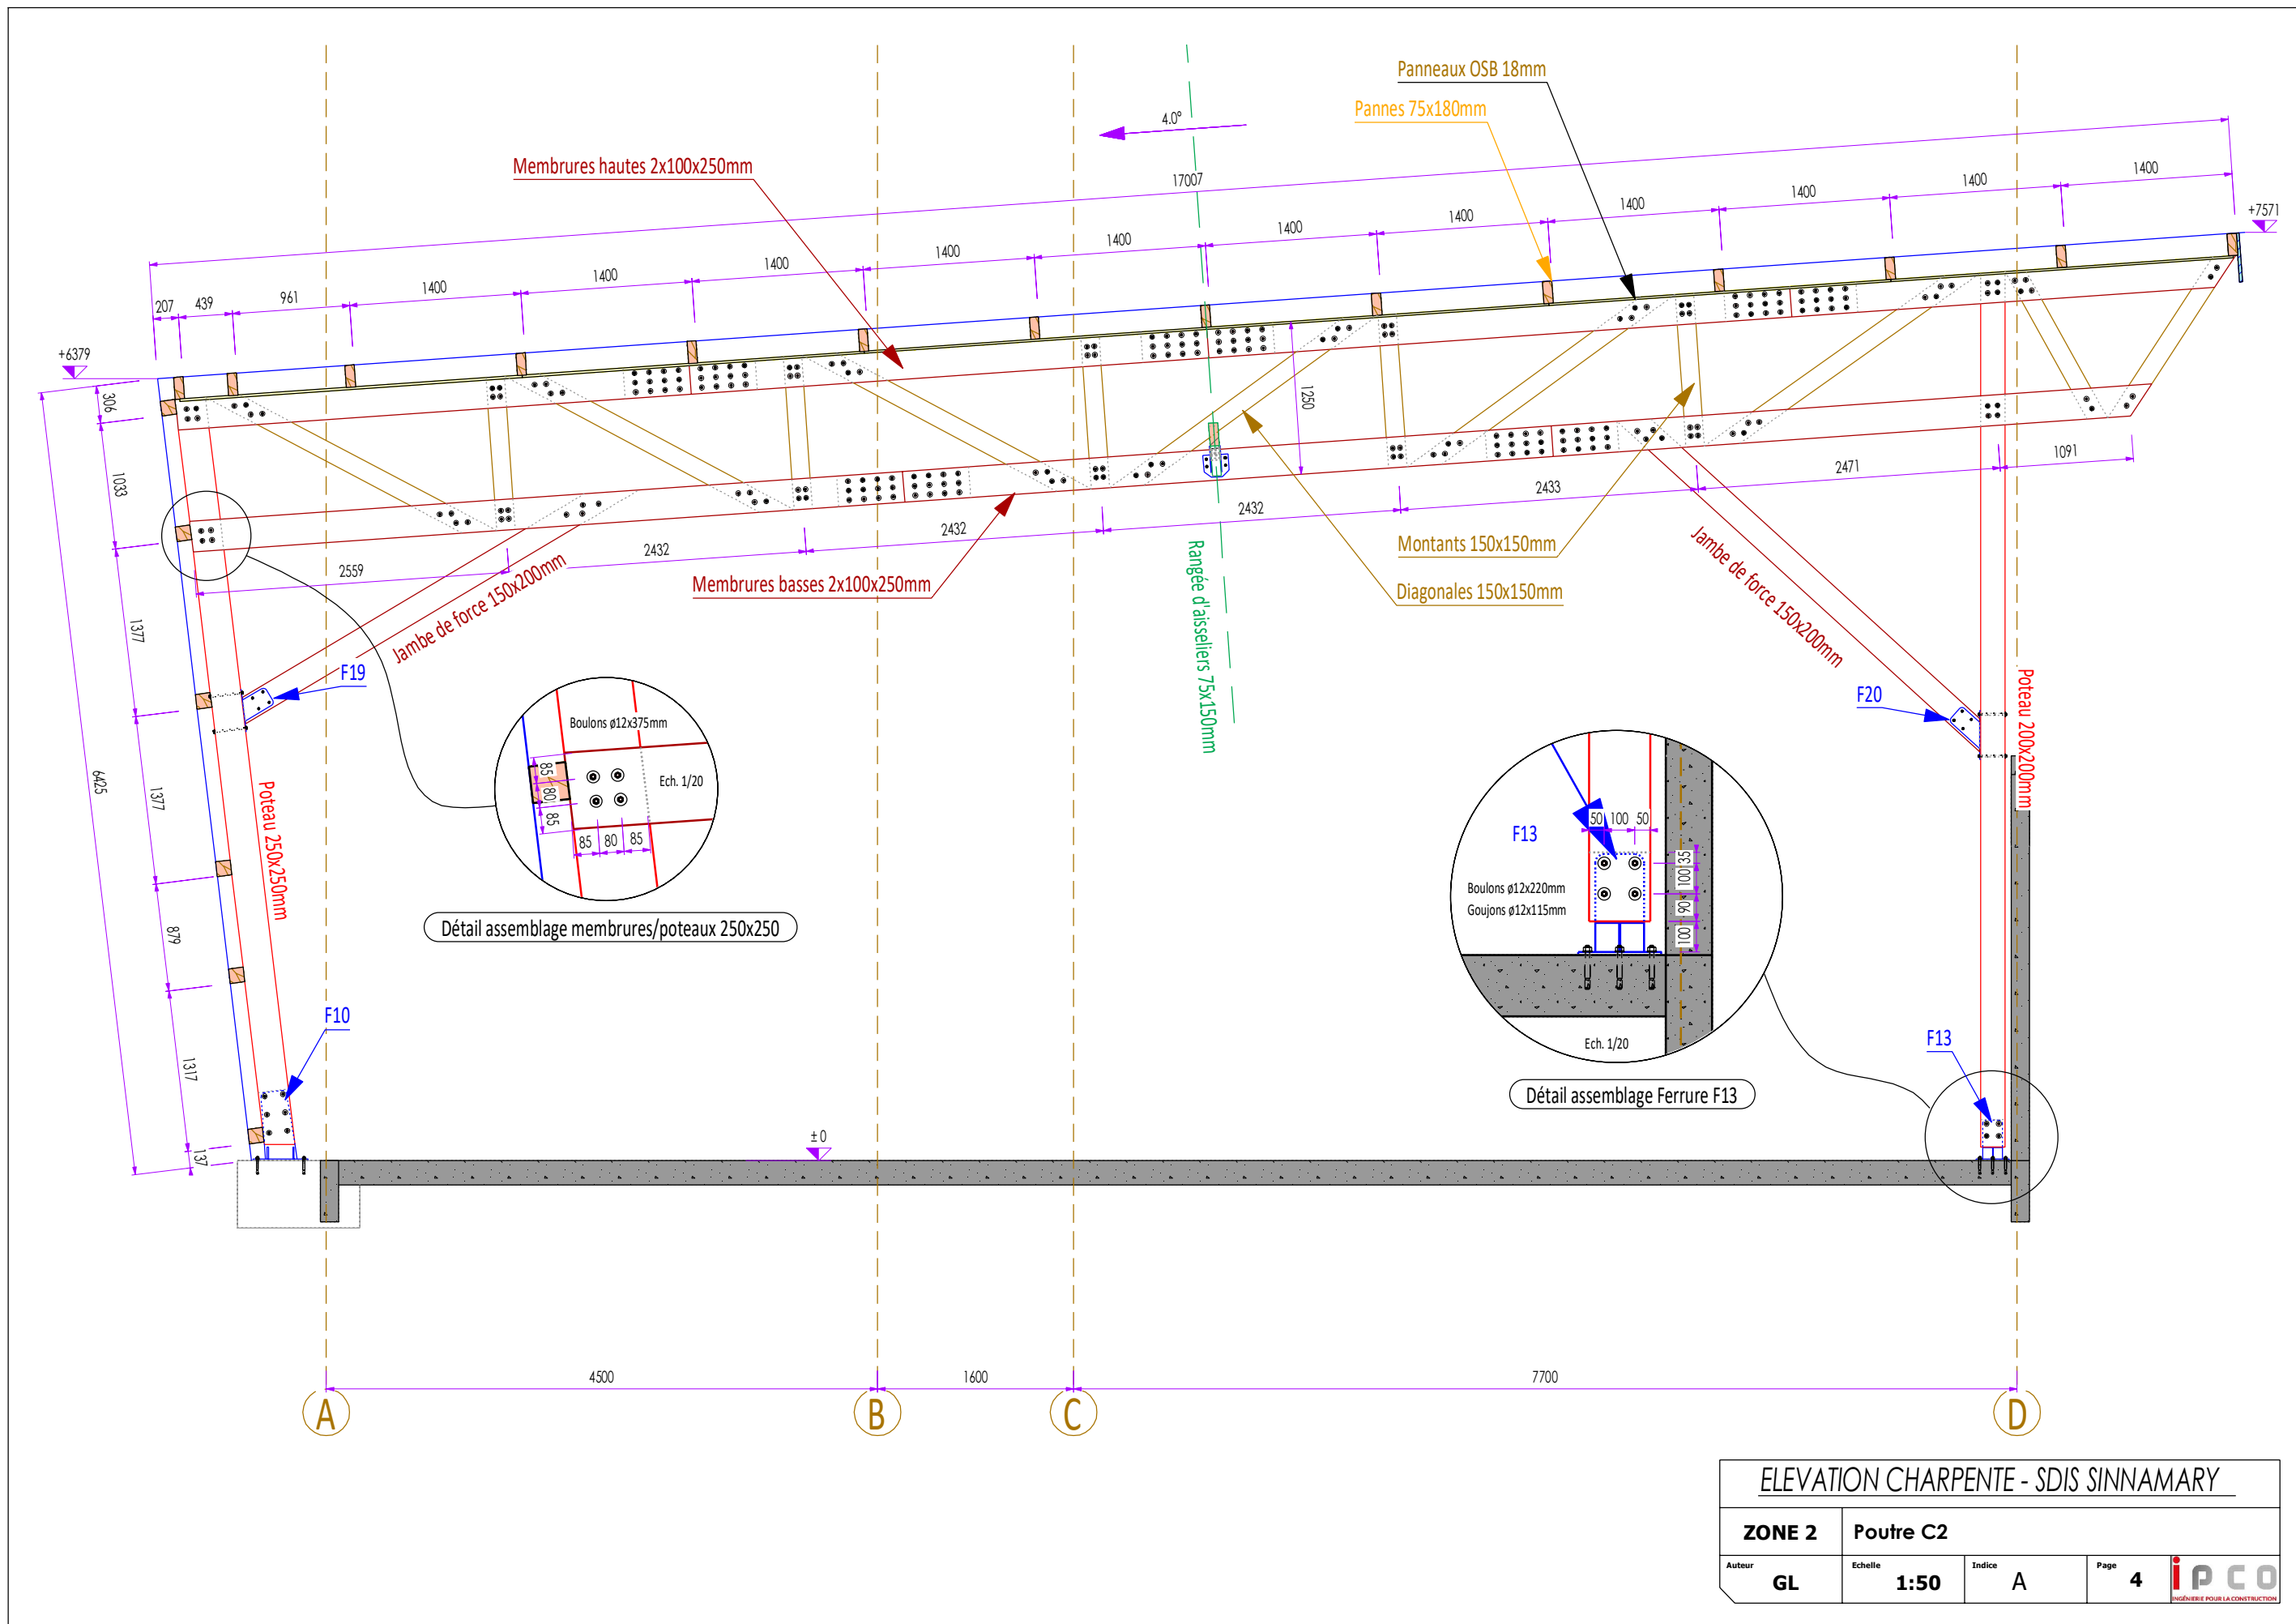 Panneaux OSB 18mm
Pannes 75x180mm
4.0°
Membrures hautes 2x100x250mm
17007
1400
1400
1400
1400
1400
1400
1400
1400
1400
1400
1400
207
439
961
+7571
+6379
306
1033
1377
1377
879
1317
137
6425
1250
2559
2432
2432
2432
2433
2471
1091
Membrures basses 2x100x250mm
Montants 150x150mm
Diagonales 150x150mm
Jambe de force 150x200mm
Jambe de force 150x200mm
Rangée d'aisseliers 75x150mm
F19
F20
Poteau 250x250mm
Poteau 200x200mm
Boulons ø12x375mm
Ech. 1/20
85
80
85
85
80
85
Détail assemblage membrures/poteaux 250x250
F13
50
100
50
35
100
90
100
Boulons ø12x220mm
Goujons ø12x115mm
Ech. 1/20
Détail assemblage Ferrure F13
F10
F13
± 0
4500
1600
7700
A
B
C
D
ELEVATION CHARPENTE - SDIS SINNAMARY
ZONE 2
Poutre C2
Auteur
GL
Echelle
1:50
Indice
A
Page
4
ipco
INGÉNIERIE POUR LA CONSTRUCTION